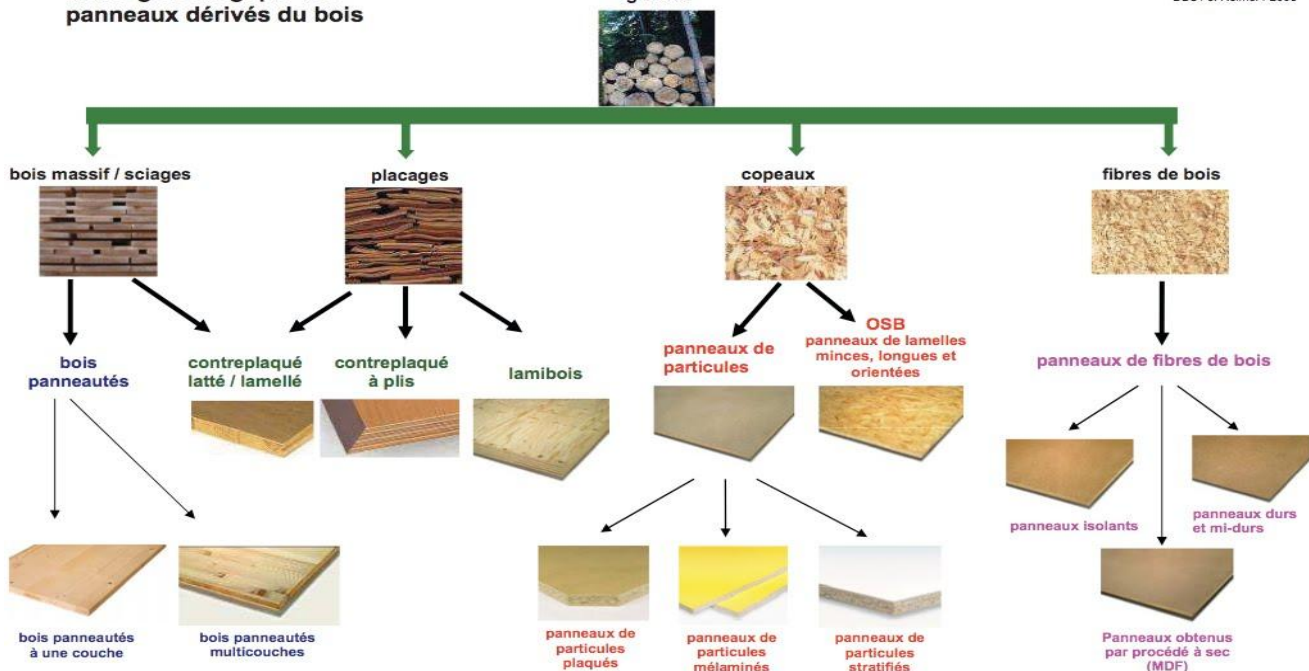 panneaux dérivés du bois
bois massif / sciages
placages
copeaux
fibres de bois
bois
panneautés
contreplaqué
latté / lamellé
contreplaqué
à plis
lamibois
panneaux de
particules
OSB
panneaux de lamelles
minces, longues et
orientées
panneaux de fibres de bois
panneaux isolants
panneaux durs
et mi-durs
bois panneautés
à une couche
bois panneautés
multicouches
panneaux de
particules
plaqués
panneaux de
particules
mélaminés
panneaux de
particules
stratifiés
Panneaux obtenus
par procédé à sec
(MDF)